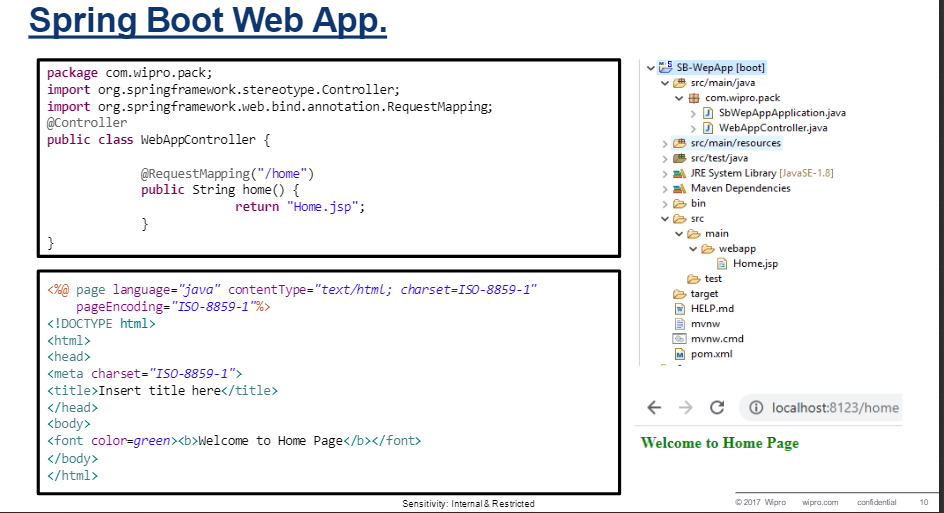 Spring Boot Web App.
package com.wipro.pack;
import org.springframework.stereotype.Controller;
import org.springframework.web.bind.annotation.RequestMapping;
@Controller
public class WebAppController {
@RequestMapping("/home")
public String home() {
return "Home.jsp";
}
}
<%@ page language="java" contentType="text/html; charset=ISO-8859-1"
pageEncoding="ISO-8859-1"%>
<!DOCTYPE html>
<html>
<head>
<meta charset="ISO-8859-1">
<title>Insert title here</title>
</head>
<body>
<font color=green><b>Welcome to Home Page</b></font>
</body>
</html>
SB-WepApp [boot]
src/main/java
com.wipro.pack
SbWepAppApplication.java
WebAppController.java
src/main/resources
src/test/java
JRE System Library [JavaSE-1.8]
Maven Dependencies
bin
src
main
webapp
Home.jsp
test
target
HELP.md
mvnw
mvnw.cmd
pom.xml
localhost:8123/home
Welcome to Home Page
Sensitivity: Internal & Restricted
© 2017 Wipro wipro.com confidential 10